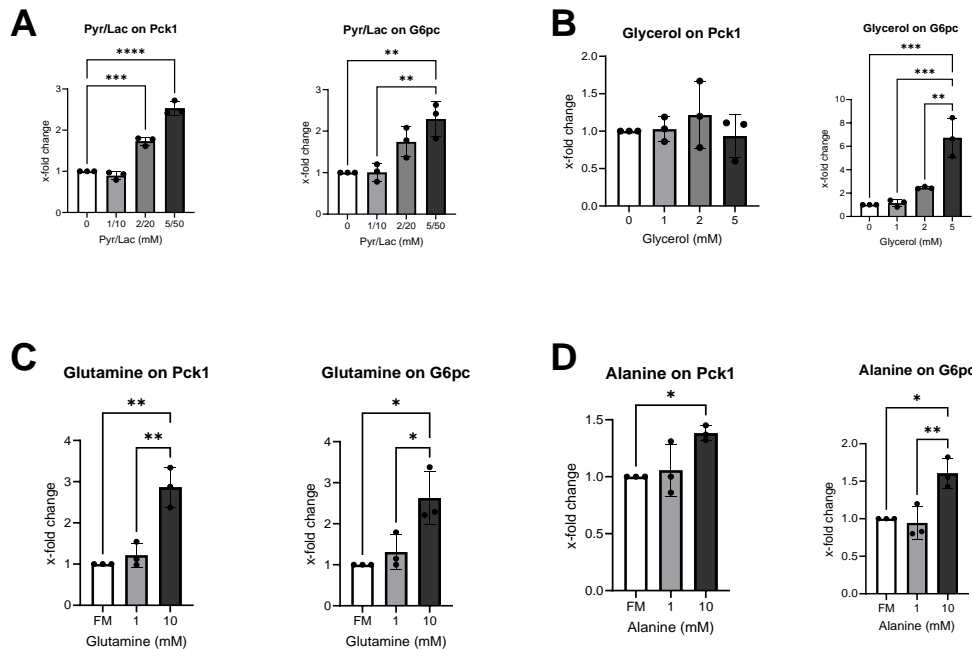 A
Pyr/Lac on Pck1
****
***
x-fold change
3
2
1
0
0 1/10 2/20 5/50
Pyr/Lac (mM)
Pyr/Lac on G6pc
**
**
x-fold change
3
2
1
0
0 1/10 2/20 5/50
Pyr/Lac (mM)
B
Glycerol on Pck1
x-fold change
2.0
1.5
1.0
0.5
0.0
0 1 2 5
Glycerol (mM)
Glycerol on G6pc
***
***
**
x-fold change
10
8
6
4
2
0
0 1 2 5
Glycerol (mM)
C
Glutamine on Pck1
**
**
x-fold change
4
3
2
1
0
FM 1 10
Glutamine (mM)
Glutamine on G6pc
*
*
x-fold change
4
3
2
1
0
FM 1 10
Glutamine (mM)
D
Alanine on Pck1
*
x-fold change
1.5
1.0
0.5
0.0
FM 1 10
Alanine (mM)
Alanine on G6pc
*
**
x-fold change
2.0
1.5
1.0
0.5
0.0
FM 1 10
Alanine (mM)